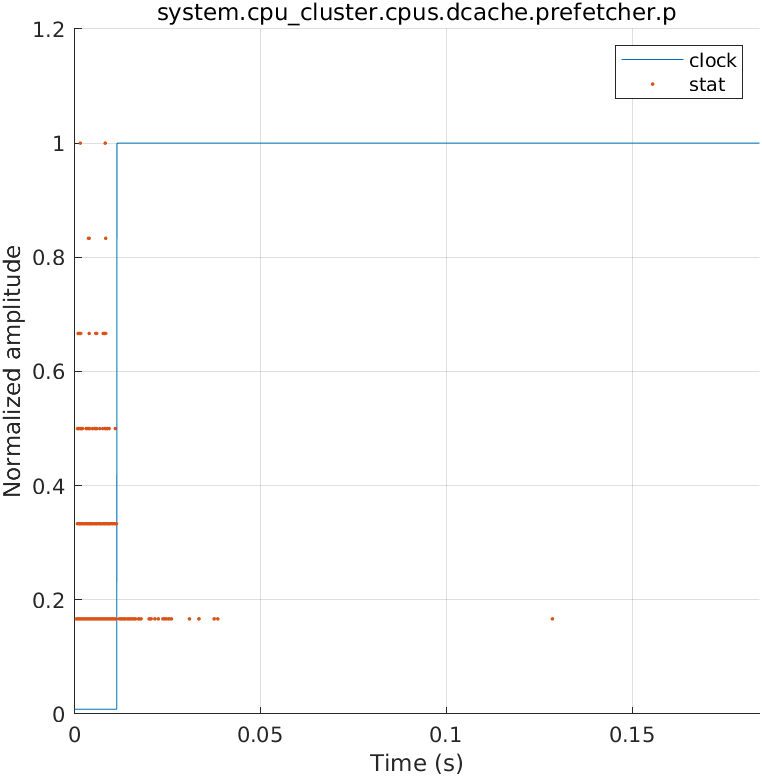 system.cpu_cluster.cpus.dcache.prefetcher.p
1.2
1
0.8
0.6
0.4
0.2
0
Normalized amplitude
clock
stat
0 0.05 0.1 0.15
Time (s)